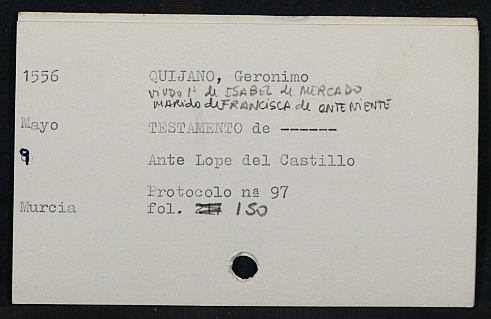 1556 QUIJANO, Geronimo
VIUDO 1º de ISABEL de MERCADO
MARIDO de FRANCISCA de ONTENIENTE
Mayo TESTAMENTO de ------
9 Ante Lope del Castillo
Protocolo nº 97
Murcia fol. 217 150